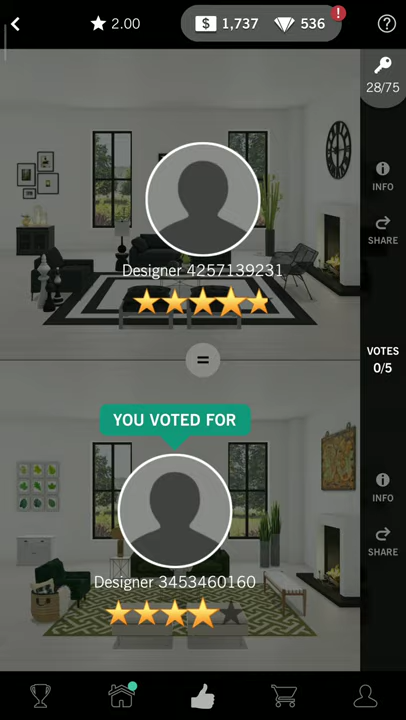 2.00
$ 1,737
536
!
?
28/75
INFO
SHARE
Designer 4257139231
=
VOTES
0/5
YOU VOTED FOR
INFO
SHARE
Designer 3453460160